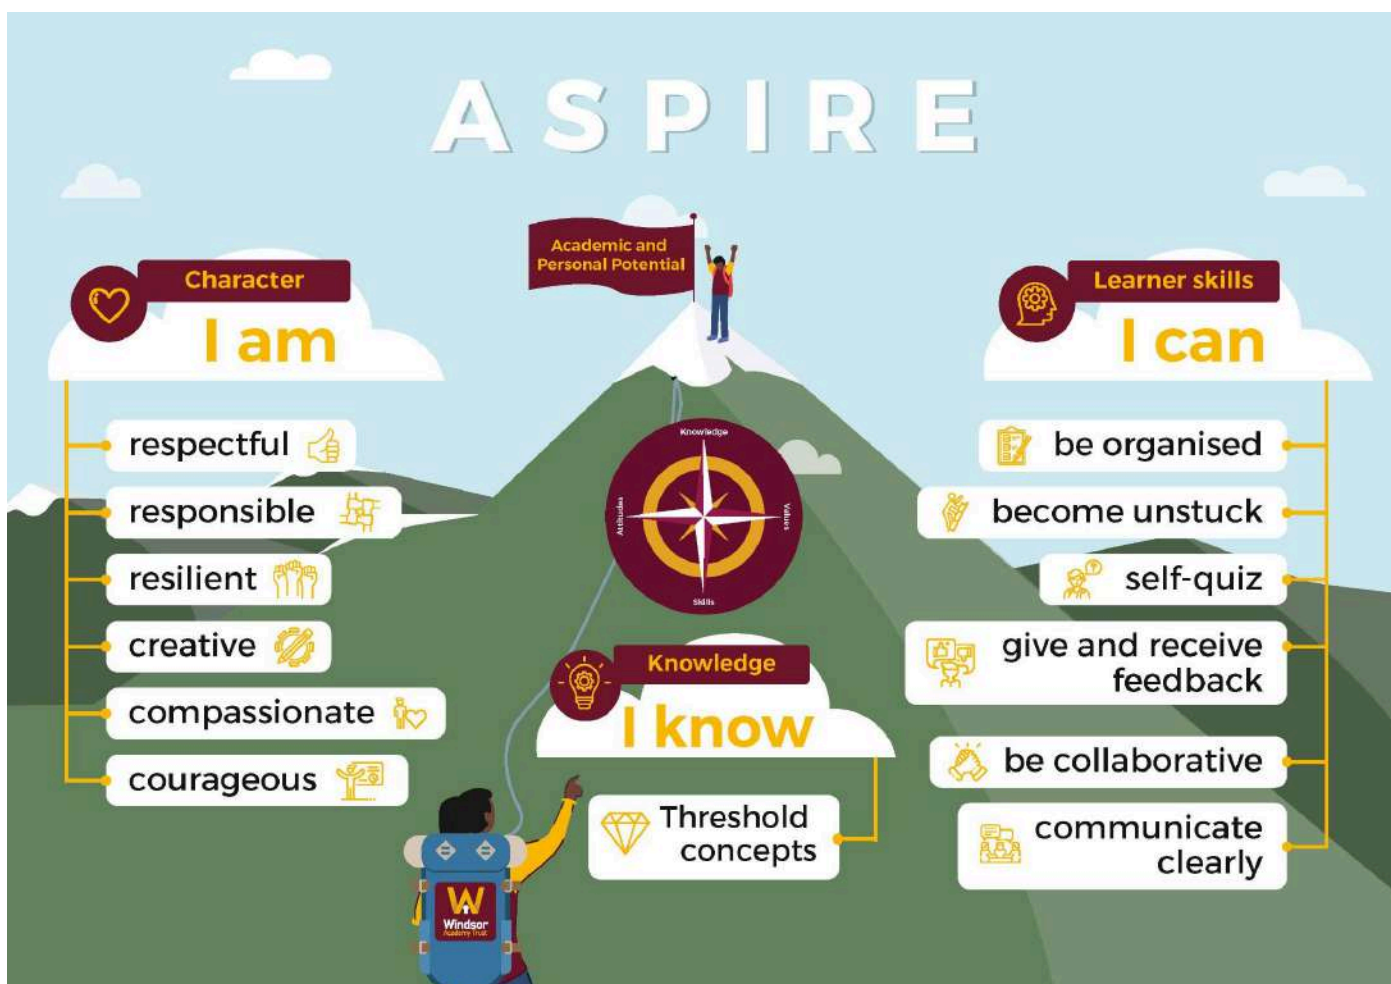 ASPIRE
Academic and
Personal Potential
Character
I am
respectful
responsible
resilient
creative
compassionate
courageous
Knowledge
Attitudes
Values
Skills
Knowledge
I know
Threshold
concepts
Learner skills
I can
be organised
become unstuck
self-quiz
give and receive
feedback
be collaborative
communicate
clearly
W
Windsor
Academy Trust